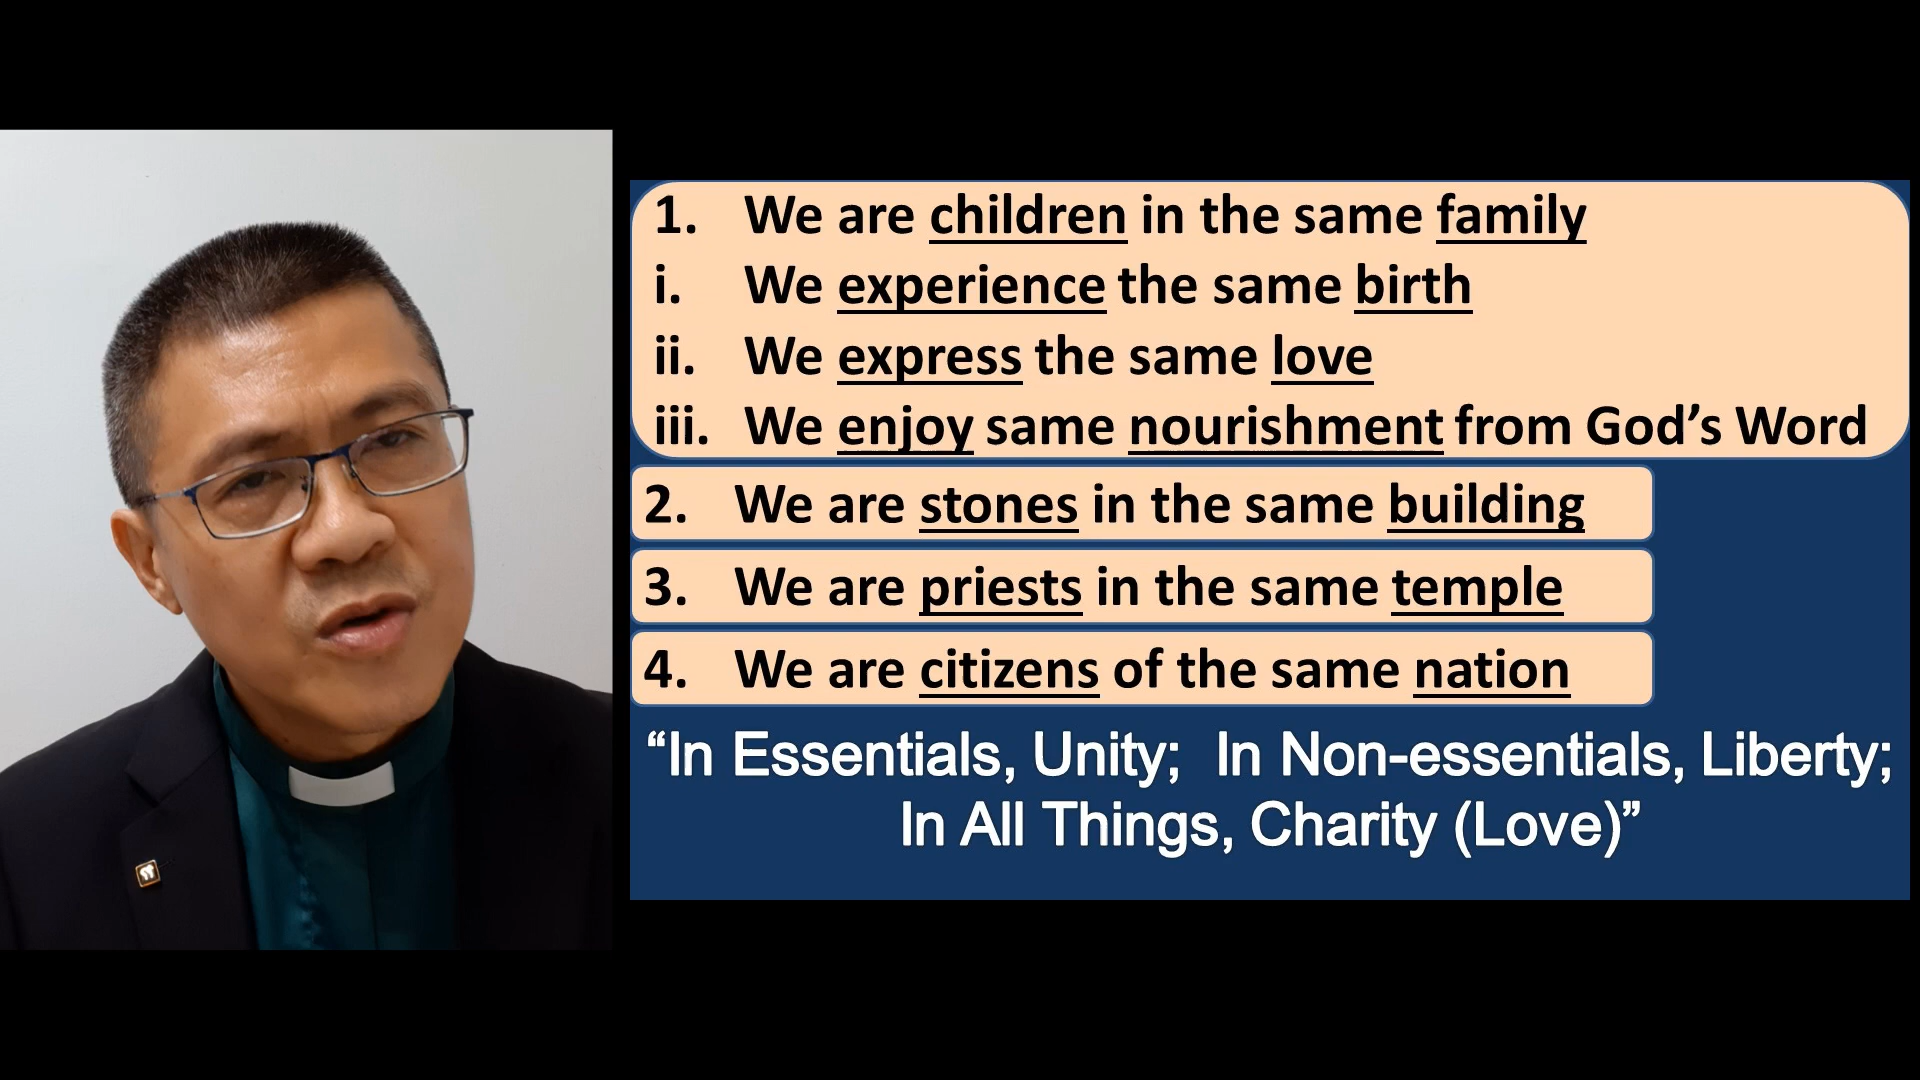 1. We are children in the same family
i. We experience the same birth
ii. We express the same love
iii. We enjoy same nourishment from God’s Word
2. We are stones in the same building
3. We are priests in the same temple
4. We are citizens of the same nation
“In Essentials, Unity;  In Non-essentials, Liberty;
In All Things, Charity (Love)”